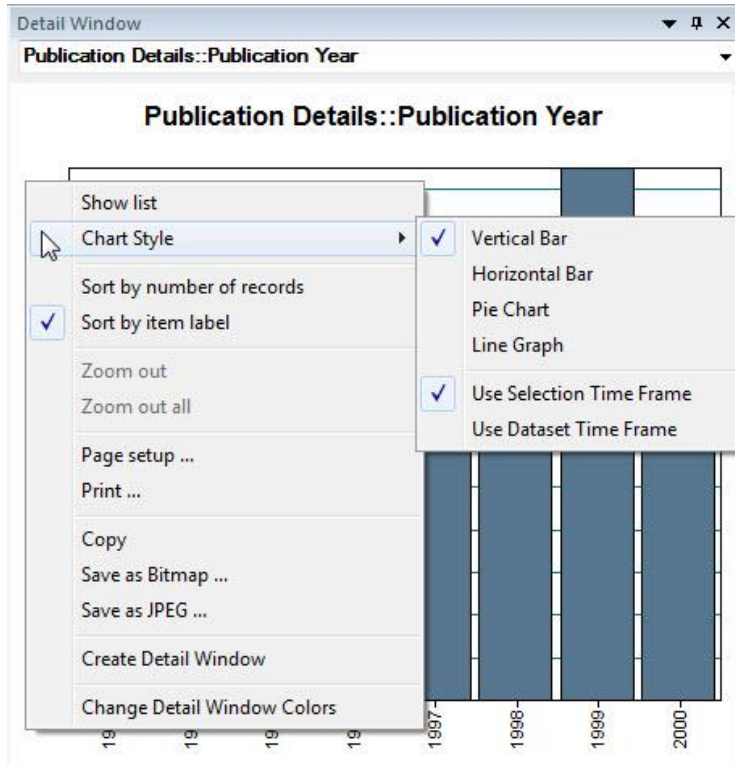 Detail Window
Publication Details::Publication Year
Publication Details::Publication Year
Show list
Chart Style
Sort by number of records
Sort by item label
Zoom out
Zoom out all
Page setup ...
Print ...
Copy
Save as Bitmap ...
Save as JPEG ...
Create Detail Window
Change Detail Window Colors
Vertical Bar
Horizontal Bar
Pie Chart
Line Graph
Use Selection Time Frame
Use Dataset Time Frame
1997
1998
1999
2000